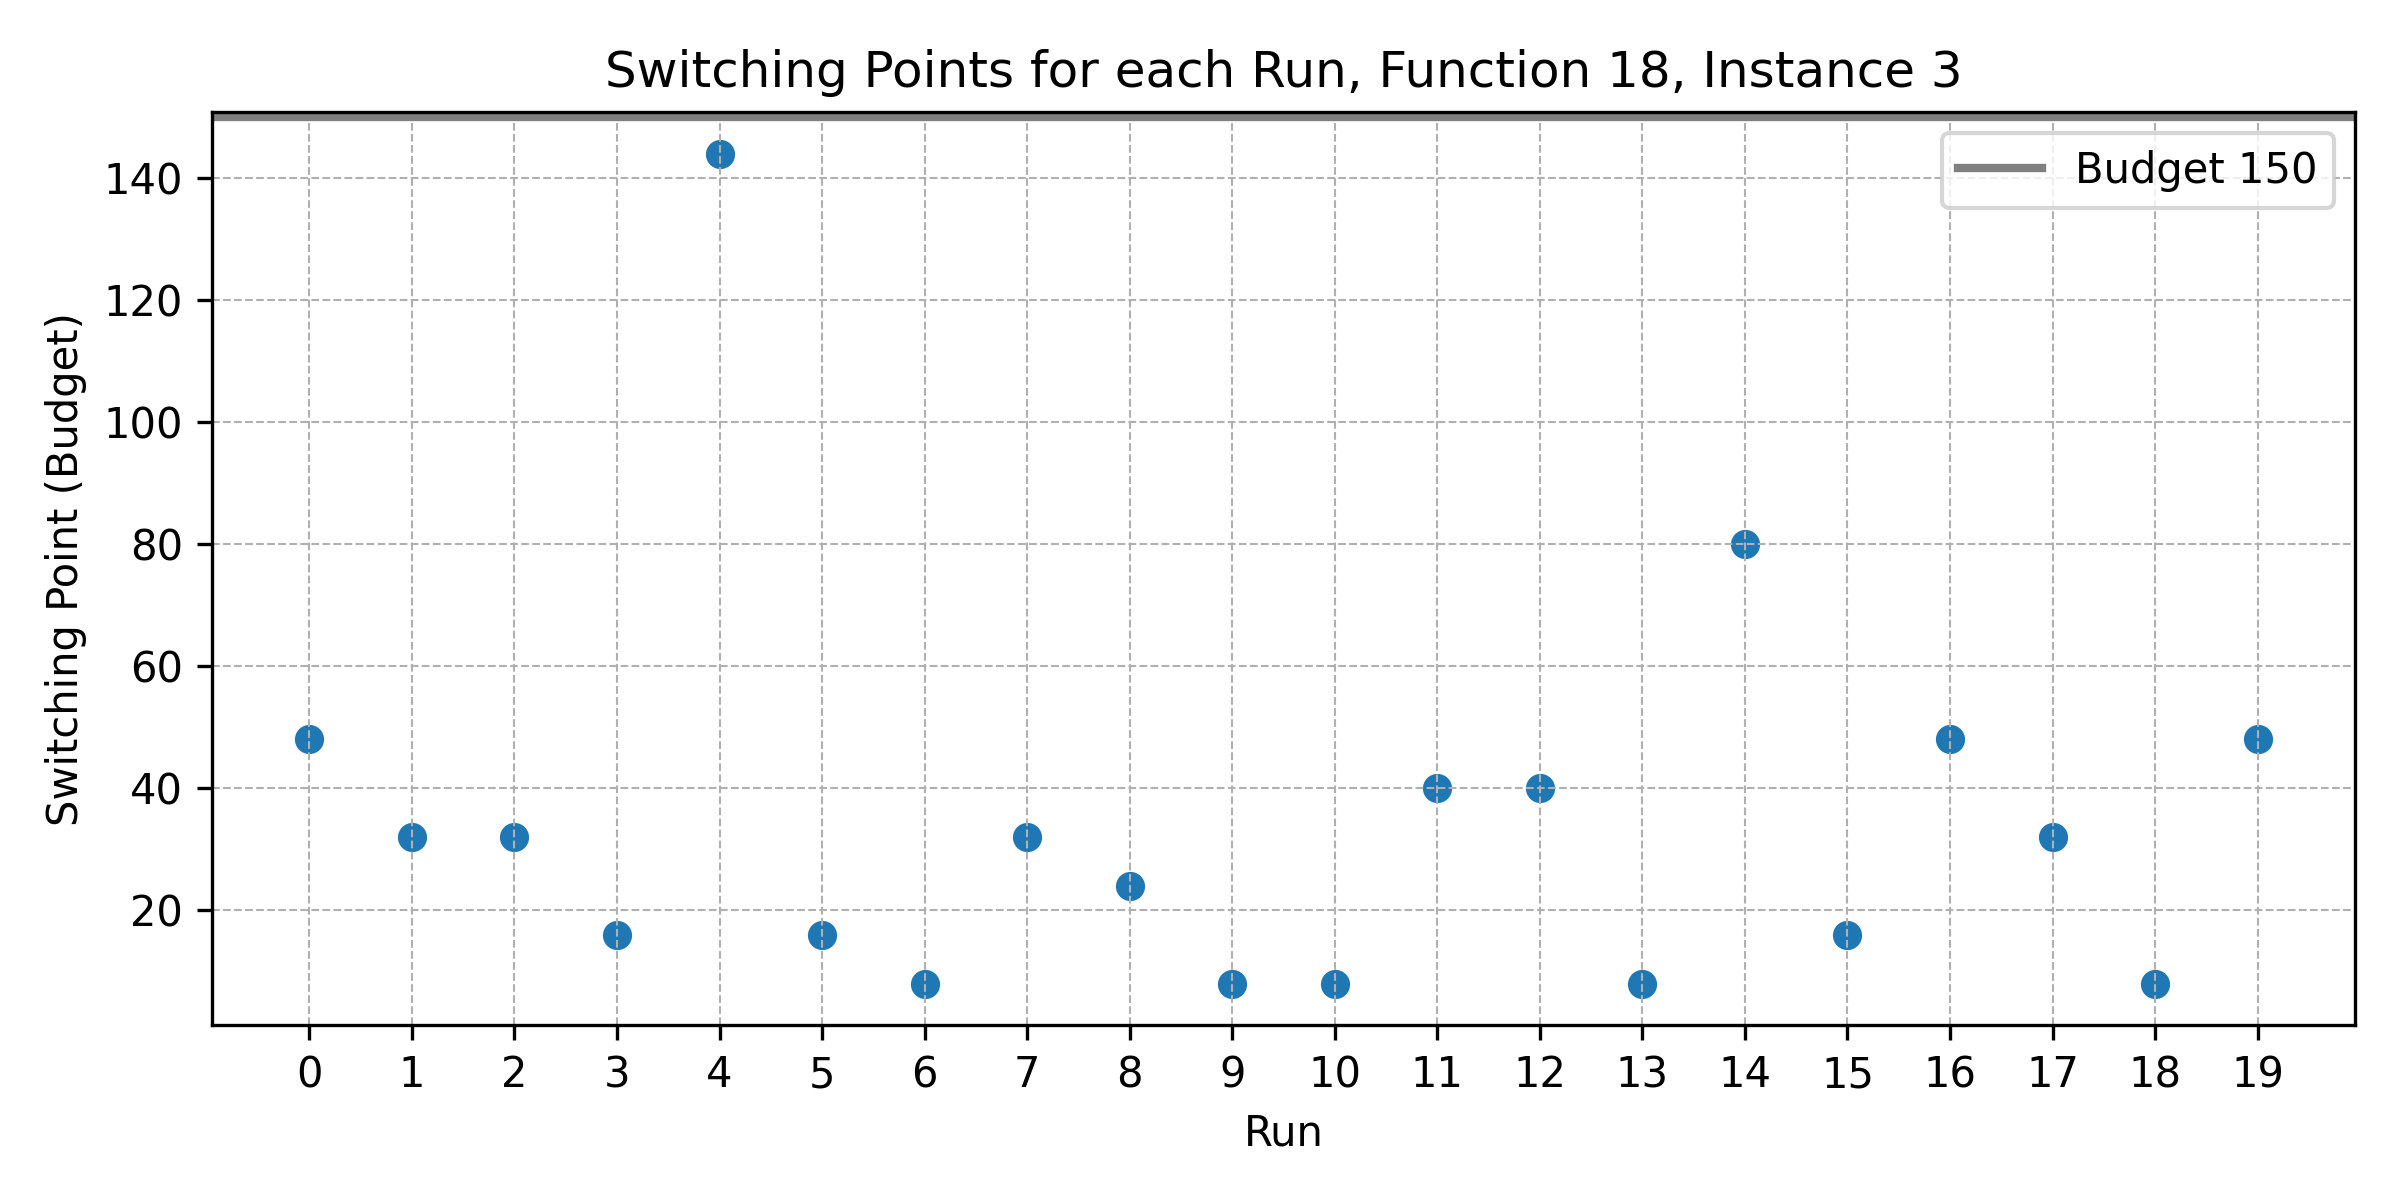 Switching Points for each Run, Function 18, Instance 3
Budget 150
Switching Point (Budget)
140
120
100
80
60
40
20
0 1 2 3 4 5 6 7 8 9 10 11 12 13 14 15 16 17 18 19
Run